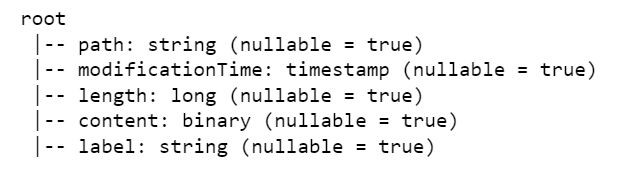 root
 |-- path: string (nullable = true)
 |-- modificationTime: timestamp (nullable = true)
 |-- length: long (nullable = true)
 |-- content: binary (nullable = true)
 |-- label: string (nullable = true)